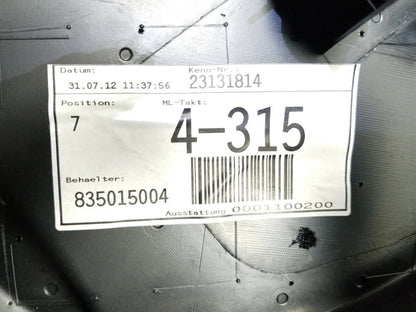 Datum: Kenn-Nr.:
31.07.12 11:37:56 23131814
Position: ML-Takt:
7 4-315
Behaelter:
835015004
Ausstattung 0001100200